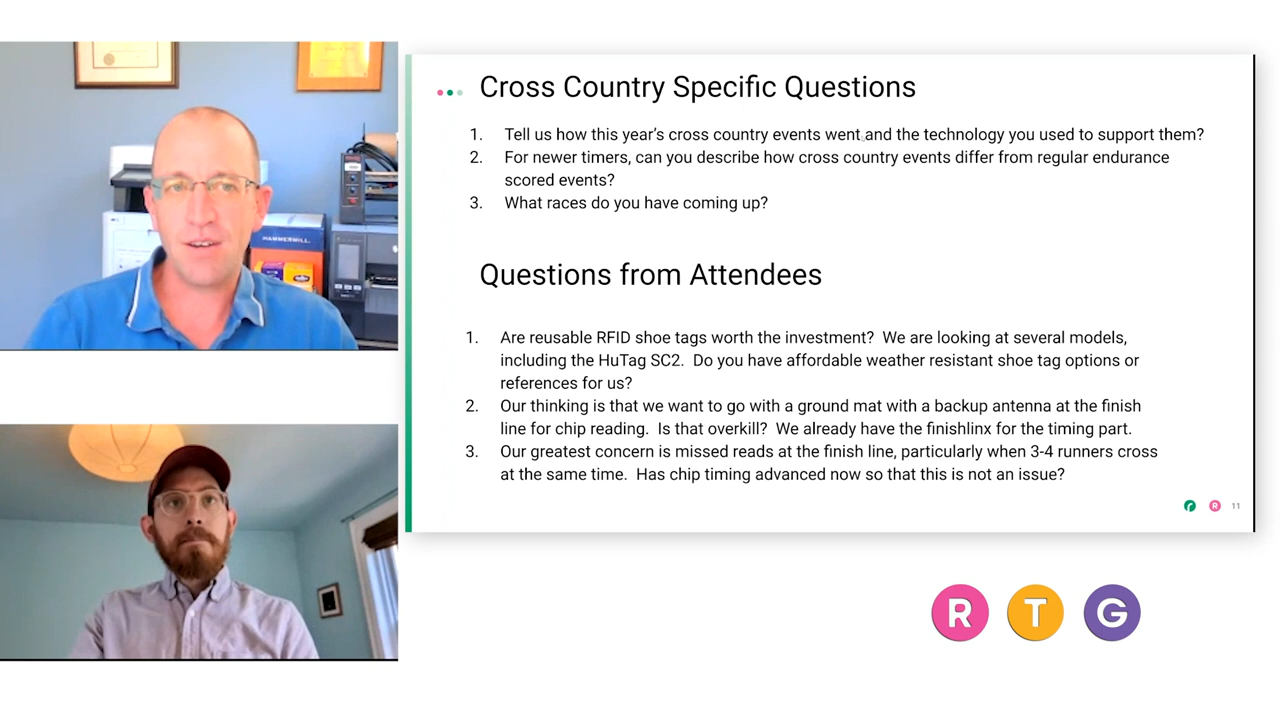 HAMMERMILL
Cross Country Specific Questions
1. Tell us how this year's cross country events went and the technology you used to support them?
2. For newer timers, can you describe how cross country events differ from regular endurance
scored events?
3. What races do you have coming up?
Questions from Attendees
1. Are reusable RFID shoe tags worth the investment? We are looking at several models,
including the HuTag SC2. Do you have affordable weather resistant shoe tag options or
references for us?
2. Our thinking is that we want to go with a ground mat with a backup antenna at the finish
line for chip reading. Is that overkill? We already have the finishlinx for the timing part.
3. Our greatest concern is missed reads at the finish line, particularly when 3-4 runners cross
at the same time. Has chip timing advanced now so that this is not an issue?
R 11
R T G